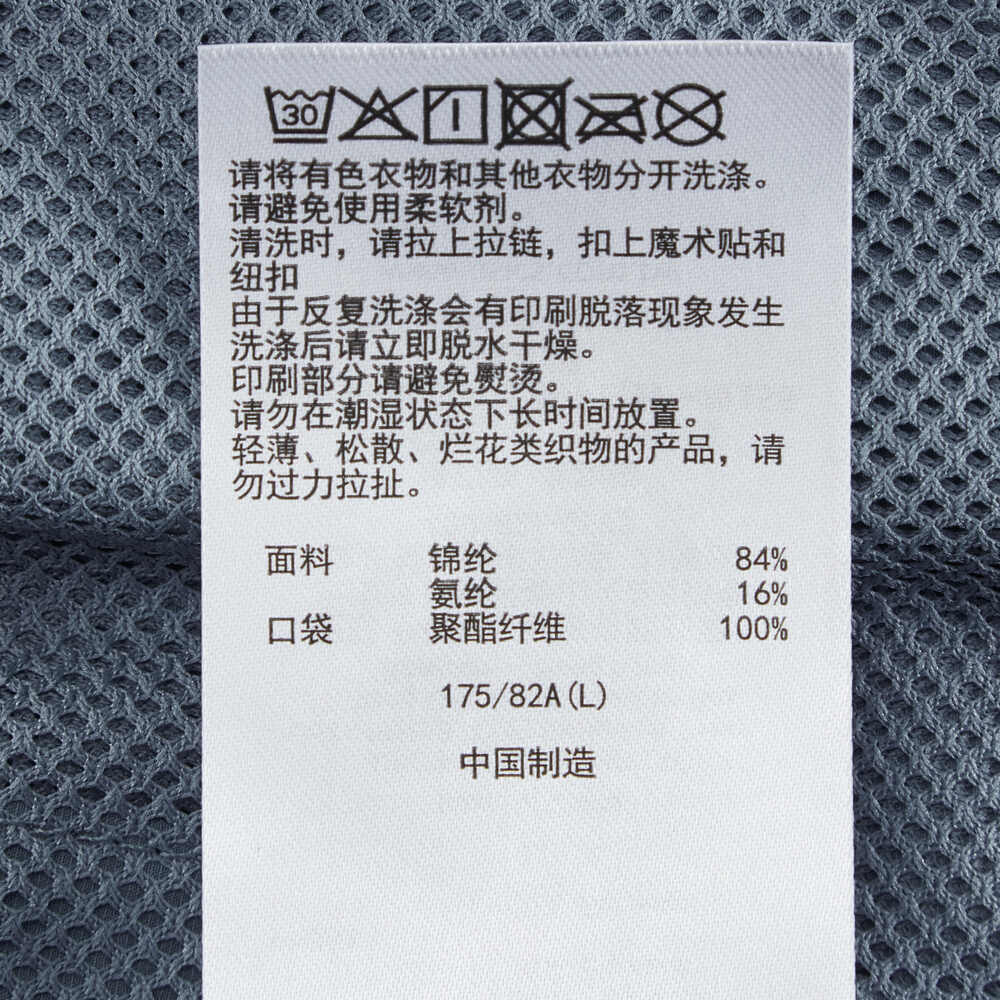 30
请将有色衣物和其他衣物分开洗涤。
请避免使用柔软剂。
清洗时，请拉上拉链，扣上魔术贴和
纽扣
由于反复洗涤会有印刷脱落现象发生
洗涤后请立即脱水干燥。
印刷部分请避免熨烫。
请勿在潮湿状态下长时间放置。
轻薄、松散、烂花类织物的产品，请
勿过力拉扯。
面料 锦纶 84%
氨纶 16%
口袋 聚酯纤维 100%
175/82A(L)
中国制造